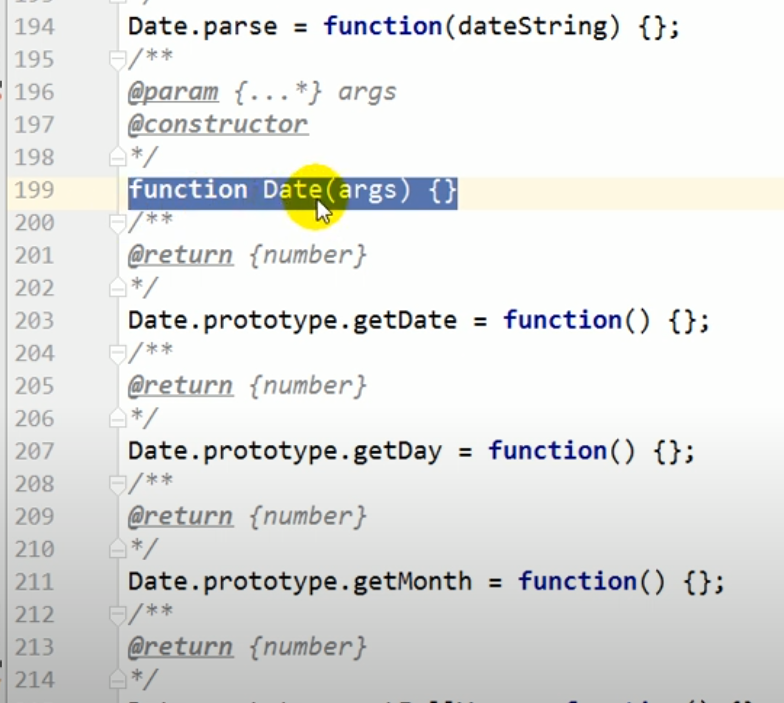 194 Date.parse = function(dateString) {};
195 /**
196 @param {...*} args
197 @constructor
198 */
199 function Date(args) {}
200 /**
201 @return {number}
202 */
203 Date.prototype.getDate = function() {};
204 /**
205 @return {number}
206 */
207 Date.prototype.getDay = function() {};
208 /**
209 @return {number}
210 */
211 Date.prototype.getMonth = function() {};
212 /**
213 @return {number}
214 */